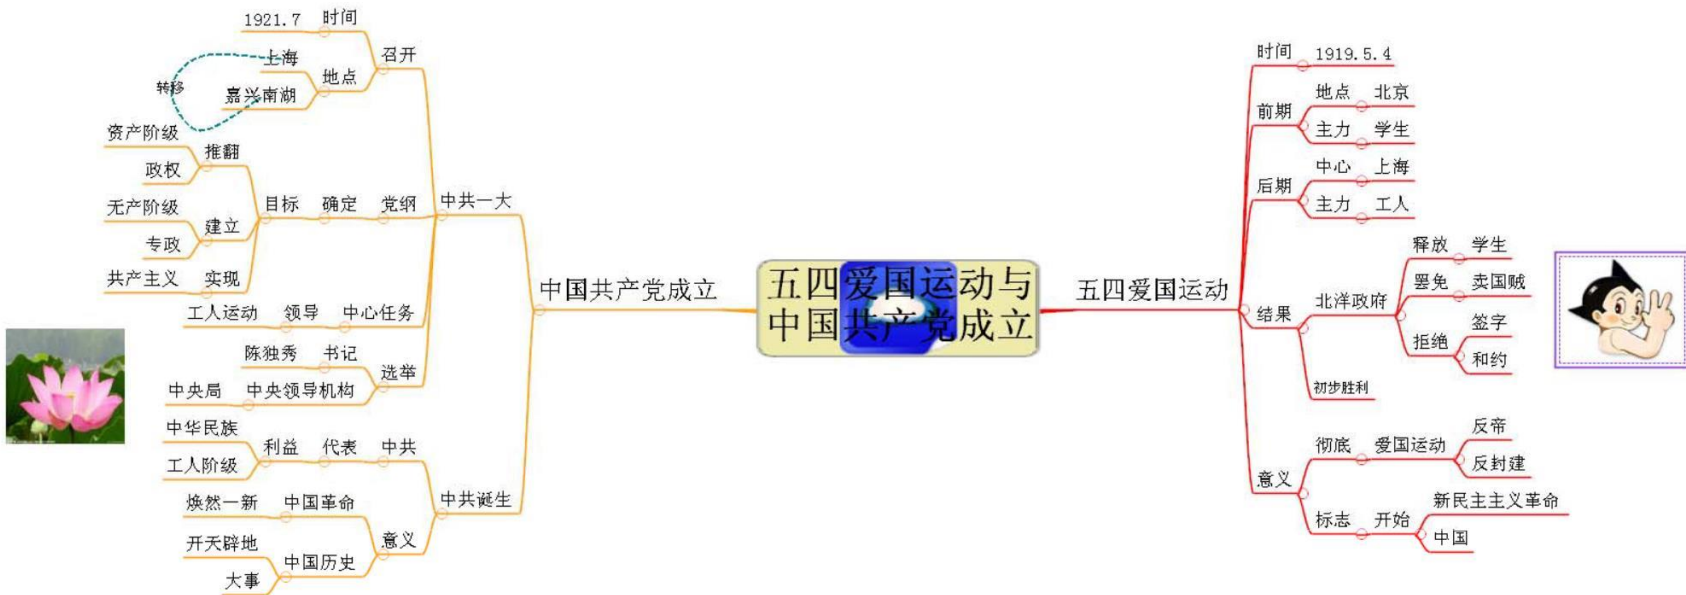 五四爱国运动与
中国共产党成立
五四爱国运动
时间
1919.5.4
前期
地点
北京
主力
学生
后期
中心
上海
主力
工人
结果
北洋政府
释放
学生
罢免
卖国贼
拒绝
签字
和约
初步胜利
意义
彻底
爱国运动
反帝
反封建
标志
开始
新民主主义革命
中国
中国共产党成立
中共一大
召开
时间
1921.7
地点
上海
嘉兴南湖
转移
党纲
确定
目标
推翻
资产阶级
政权
建立
无产阶级
专政
实现
共产主义
中心任务
领导
工人运动
选举
书记
陈独秀
中央领导机构
中央局
中共诞生
中共
代表
利益
中华民族
工人阶级
意义
中国革命
焕然一新
中国历史
开天辟地
大事